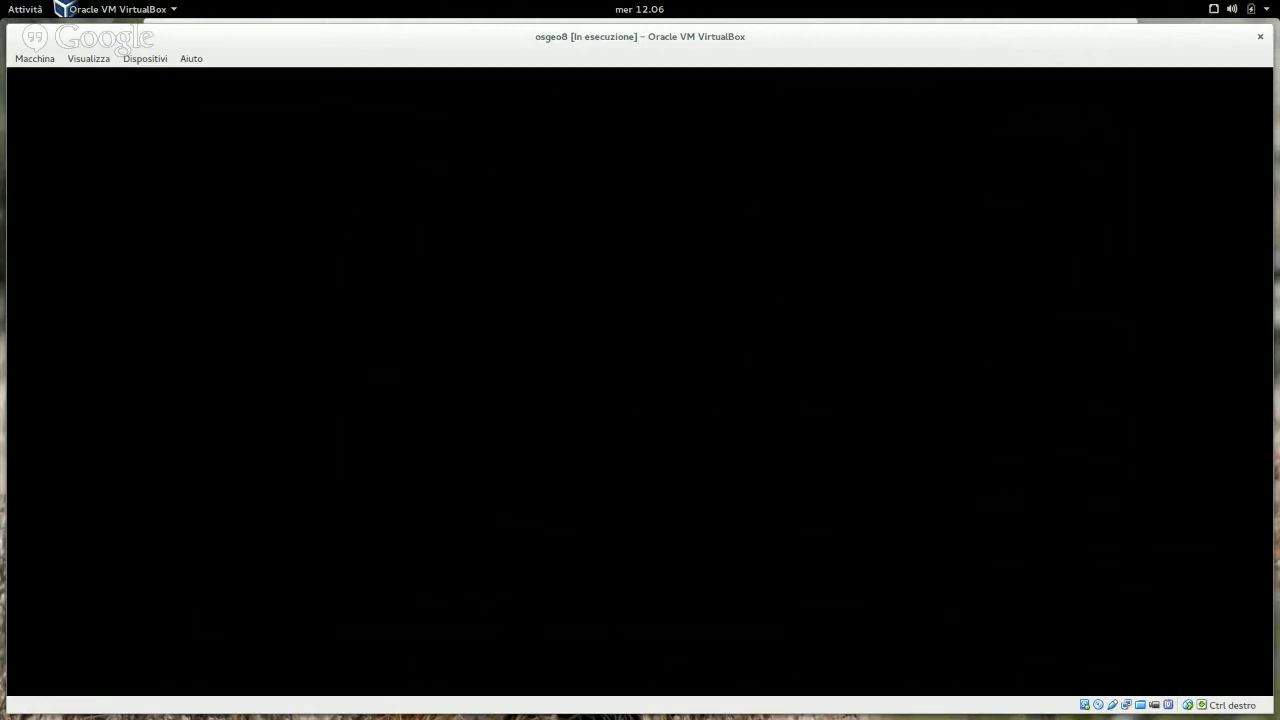 Attività Oracle VM VirtualBox mer 12.06
Google
osgeo8 [In esecuzione] – Oracle VM VirtualBox
Macchina Visualizza Dispositivi Aiuto
Ctrl destro